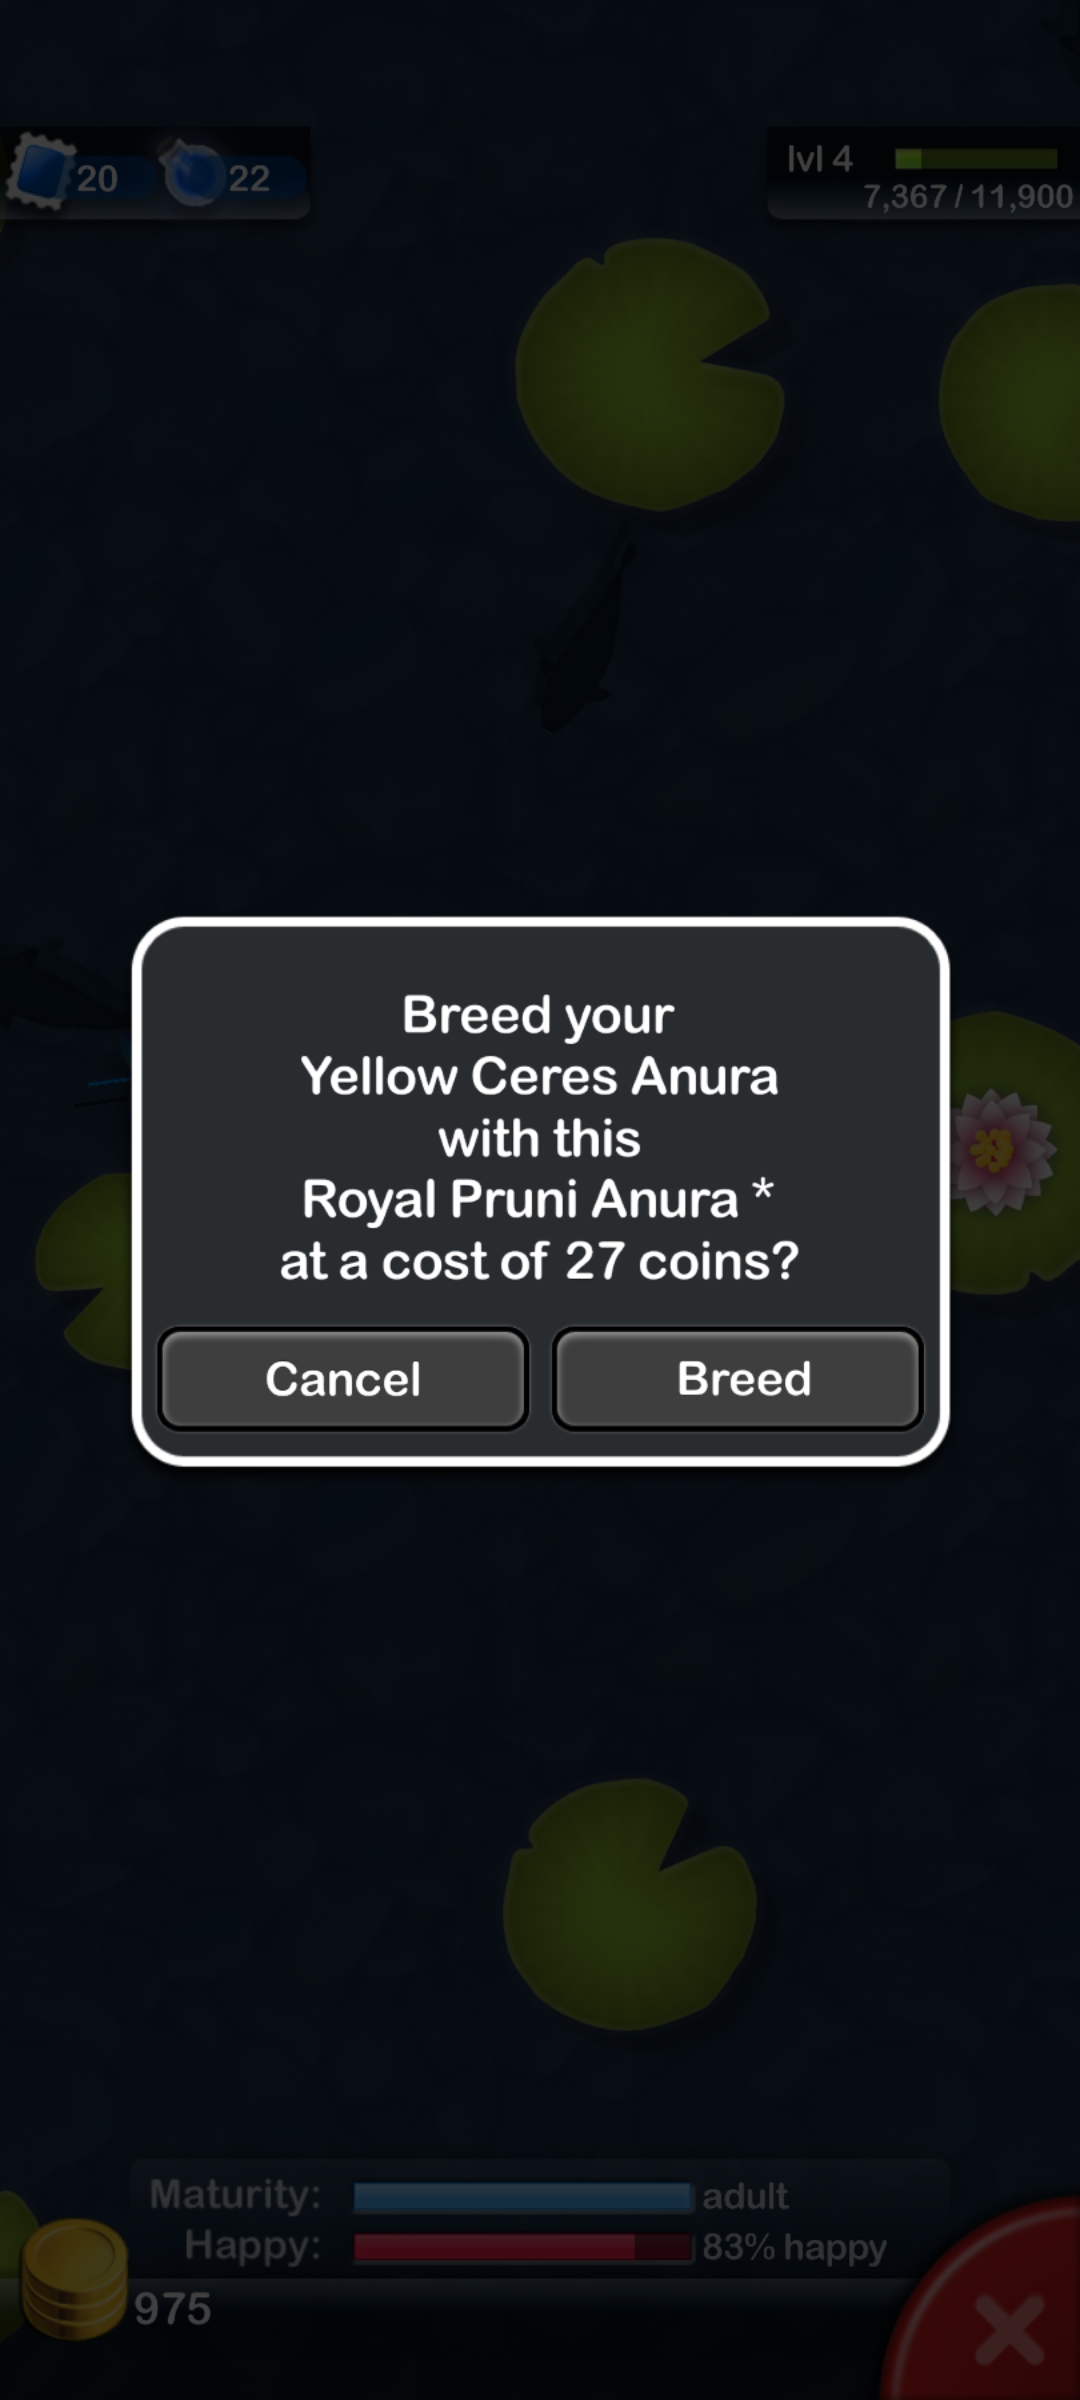 20 22
lvl 4
7,367 / 11,900
Breed your
Yellow Ceres Anura
with this
Royal Pruni Anura *
at a cost of 27 coins?
Cancel Breed
Maturity: adult
Happy: 83% happy
975